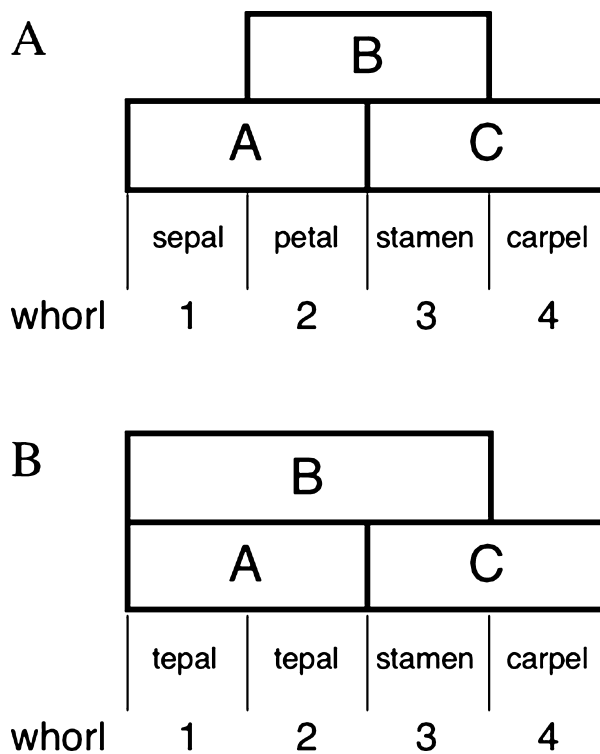 A
B
A C
sepal petal stamen carpel
whorl 1 2 3 4
B
B
A C
tepal tepal stamen carpel
whorl 1 2 3 4